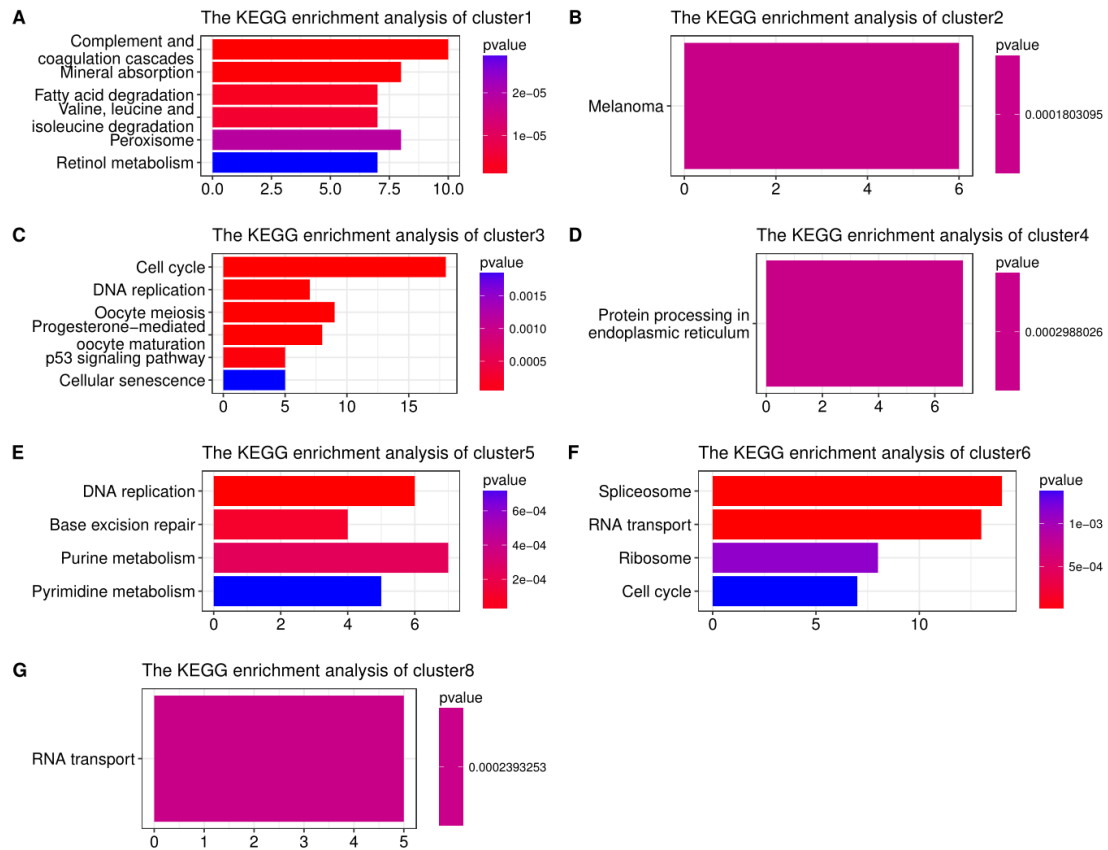 A
The KEGG enrichment analysis of cluster1
Complement and
coagulation cascades
Mineral absorption
Fatty acid degradation
Valine, leucine and
isoleucine degradation
Peroxisome
Retinol metabolism
0.0 2.5 5.0 7.5 10.0
pvalue
2e−05
1e−05
B
The KEGG enrichment analysis of cluster2
Melanoma
0 2 4 6
pvalue
0.0001803095
C
The KEGG enrichment analysis of cluster3
Cell cycle
DNA replication
Oocyte meiosis
Progesterone−mediated
oocyte maturation
p53 signaling pathway
Cellular senescence
0 5 10 15
pvalue
0.0015
0.0010
0.0005
D
The KEGG enrichment analysis of cluster4
Protein processing in
endoplasmic reticulum
0 2 4 6
pvalue
0.0002988026
E
The KEGG enrichment analysis of cluster5
DNA replication
Base excision repair
Purine metabolism
Pyrimidine metabolism
0 2 4 6
pvalue
6e−04
4e−04
2e−04
F
The KEGG enrichment analysis of cluster6
Spliceosome
RNA transport
Ribosome
Cell cycle
0 5 10
pvalue
1e−03
5e−04
G
The KEGG enrichment analysis of cluster8
RNA transport
0 1 2 3 4 5
pvalue
0.0002393253